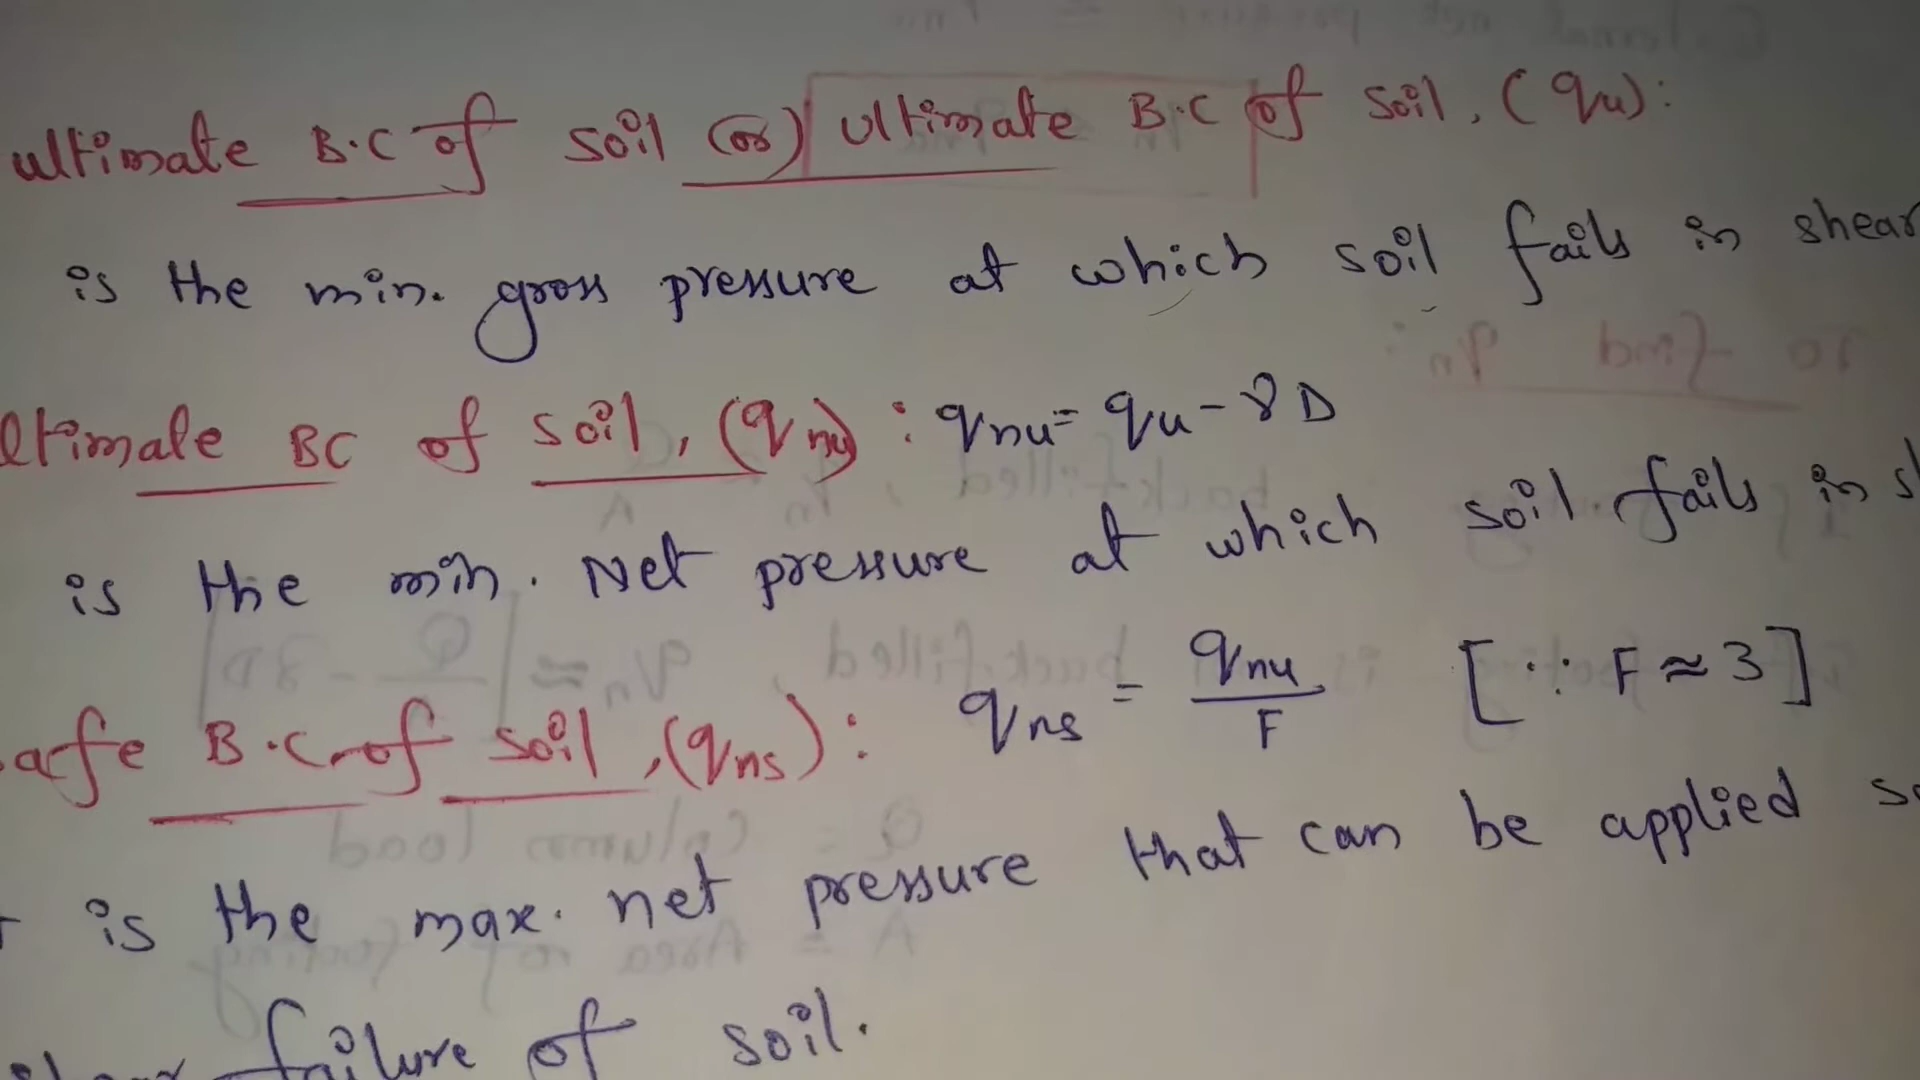 ultimate B.C of soil (or) ultimate B.C of soil, (qu):
is the min. gross pressure at which soil fails in shear
ltimate BC of soil, (qnu) : qnu = qu - γD
is the min. Net pressure at which soil fails in sh
afe B.C of soil, (qns) : qns = qnu/F [∵ F ≈ 3]
is the max. net pressure that can be applied
failure of soil.